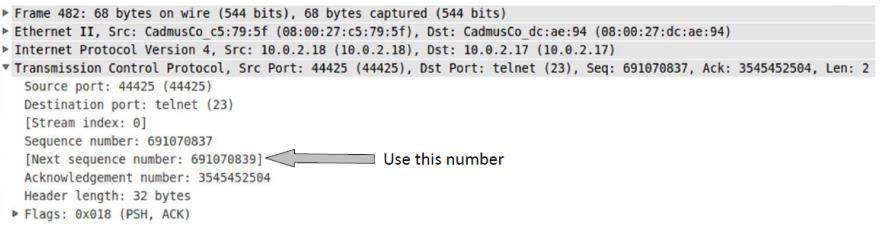 Frame 482: 68 bytes on wire (544 bits), 68 bytes captured (544 bits)
Ethernet II, Src: CadmusCo_c5:79:5f (08:00:27:c5:79:5f), Dst: CadmusCo_dc:ae:94 (08:00:27:dc:ae:94)
Internet Protocol Version 4, Src: 10.0.2.18 (10.0.2.18), Dst: 10.0.2.17 (10.0.2.17)
Transmission Control Protocol, Src Port: 44425 (44425), Dst Port: telnet (23), Seq: 691070837, Ack: 3545452504, Len: 2
Source port: 44425 (44425)
Destination port: telnet (23)
[Stream index: 0]
Sequence number: 691070837
[Next sequence number: 691070839] Use this number
Acknowledgement number: 3545452504
Header length: 32 bytes
Flags: 0x018 (PSH, ACK)